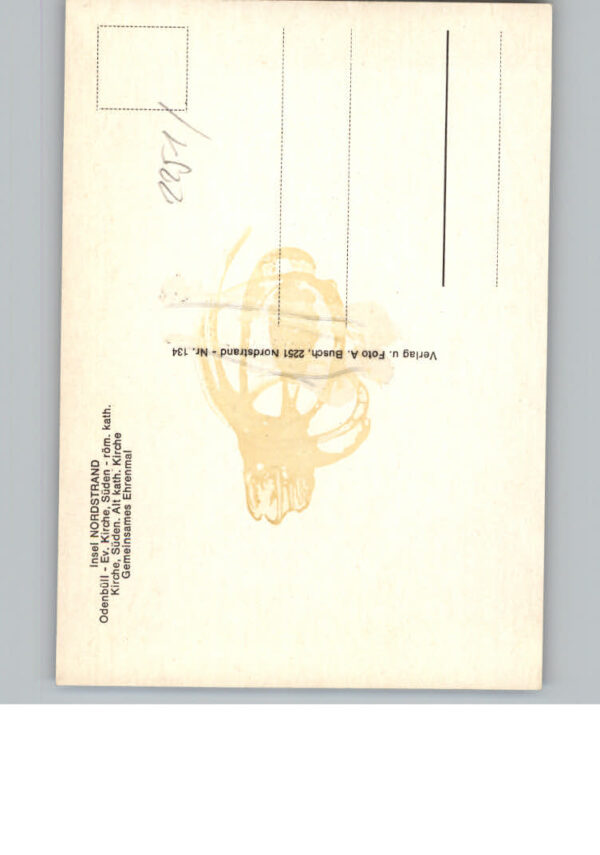 Insel NORDSTRAND
Odenbüll - Ev. Kirche, Süden - röm. kath.
Kirche, Süden. Alt kath. Kirche
Gemeinsames Ehrenmal
Verlag u. Foto A. Busch, 2251 Nordstrand - Nr. 134
2251/